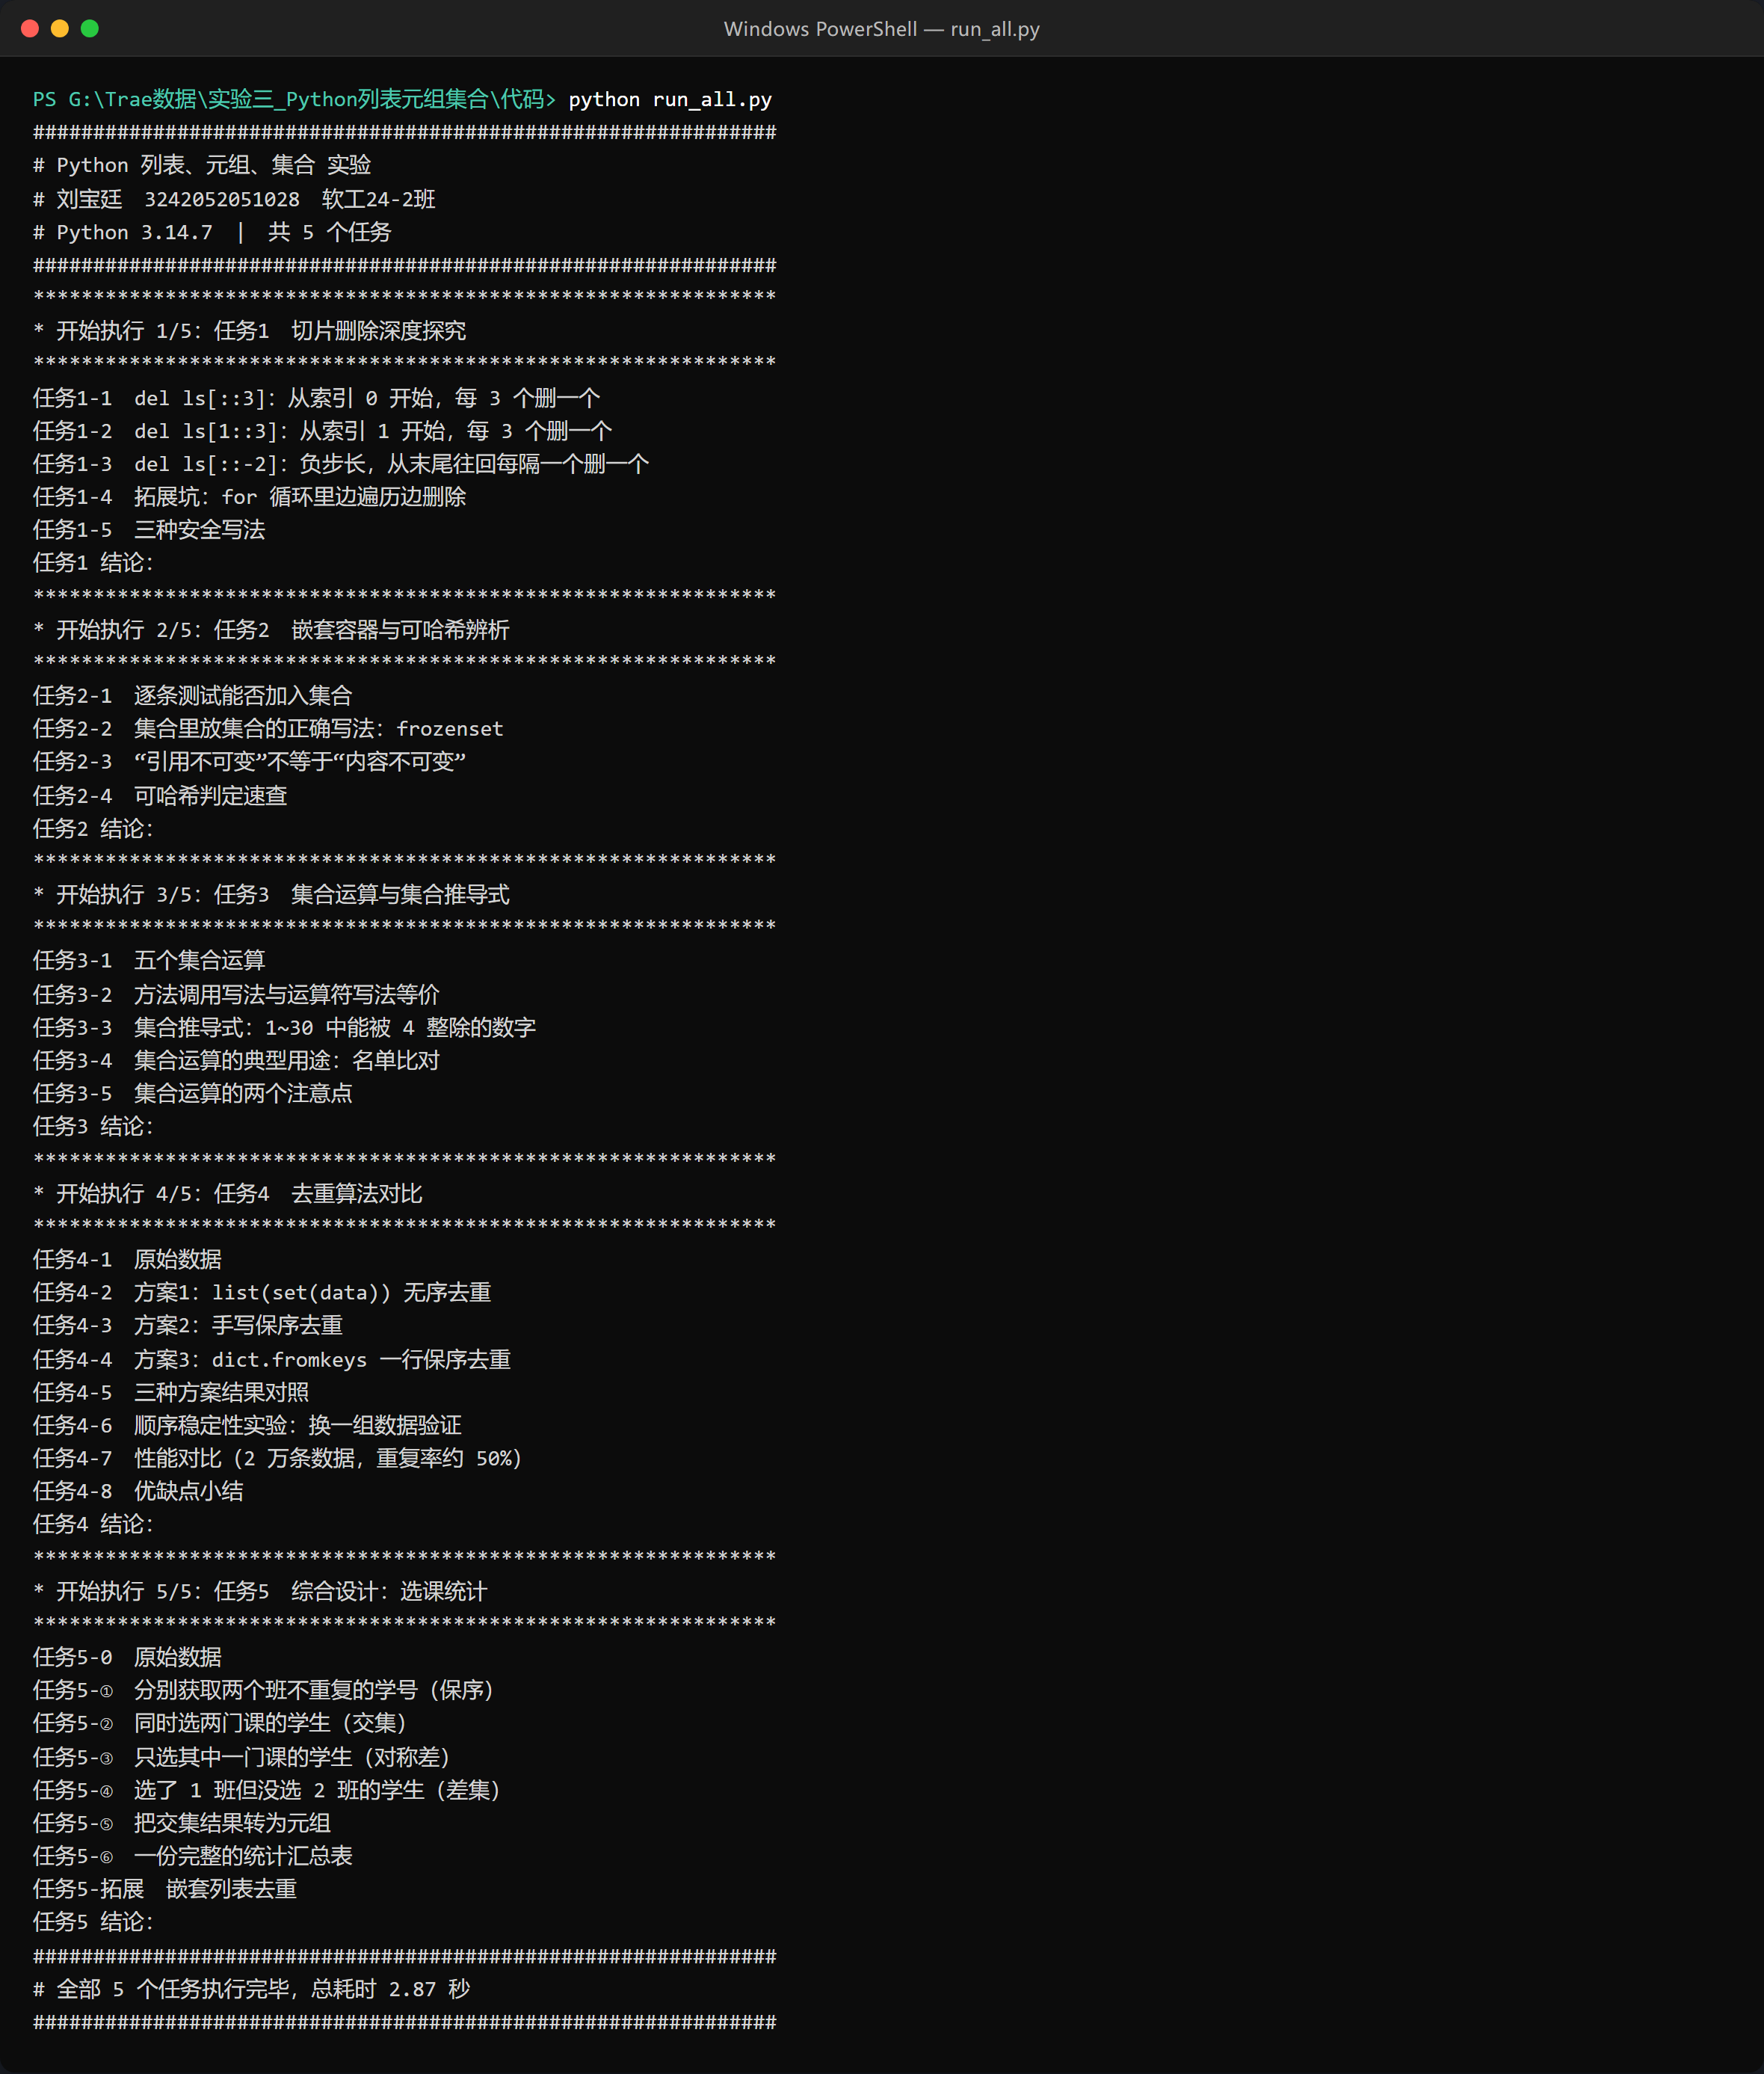 Windows PowerShell — run_all.py
PS G:\Trae数据\实验三_Python列表元组集合\代码> python run_all.py
##############################################################
# Python 列表、元组、集合 实验
# 刘宝廷  3242052051028  软工24-2班
# Python 3.14.7  |  共 5 个任务
##############################################################
**************************************************************
* 开始执行 1/5：任务1  切片删除深度探究
**************************************************************
任务1-1  del ls[::3]：从索引 0 开始，每 3 个删一个
任务1-2  del ls[1::3]：从索引 1 开始，每 3 个删一个
任务1-3  del ls[::-2]：负步长，从末尾往回每隔一个删一个
任务1-4  拓展坑：for 循环里边遍历边删除
任务1-5  三种安全写法
任务1 结论：
**************************************************************
* 开始执行 2/5：任务2  嵌套容器与可哈希辨析
**************************************************************
任务2-1  逐条测试能否加入集合
任务2-2  集合里放集合的正确写法：frozenset
任务2-3  “引用不可变”不等于“内容不可变”
任务2-4  可哈希判定速查
任务2 结论：
**************************************************************
* 开始执行 3/5：任务3  集合运算与集合推导式
**************************************************************
任务3-1  五个集合运算
任务3-2  方法调用写法与运算符写法等价
任务3-3  集合推导式：1~30 中能被 4 整除的数字
任务3-4  集合运算的典型用途：名单比对
任务3-5  集合运算的两个注意点
任务3 结论：
**************************************************************
* 开始执行 4/5：任务4  去重算法对比
**************************************************************
任务4-1  原始数据
任务4-2  方案1：list(set(data)) 无序去重
任务4-3  方案2：手写保序去重
任务4-4  方案3：dict.fromkeys 一行保序去重
任务4-5  三种方案结果对照
任务4-6  顺序稳定性实验：换一组数据验证
任务4-7  性能对比（2 万条数据，重复率约 50%）
任务4-8  优缺点小结
任务4 结论：
**************************************************************
* 开始执行 5/5：任务5  综合设计：选课统计
**************************************************************
任务5-0  原始数据
任务5-①  分别获取两个班不重复的学号（保序）
任务5-②  同时选两门课的学生（交集）
任务5-③  只选其中一门课的学生（对称差）
任务5-④  选了 1 班但没选 2 班的学生（差集）
任务5-⑤  把交集结果转为元组
任务5-⑥  一份完整的统计汇总表
任务5-拓展  嵌套列表去重
任务5 结论：
##############################################################
# 全部 5 个任务执行完毕，总耗时 2.87 秒
##############################################################